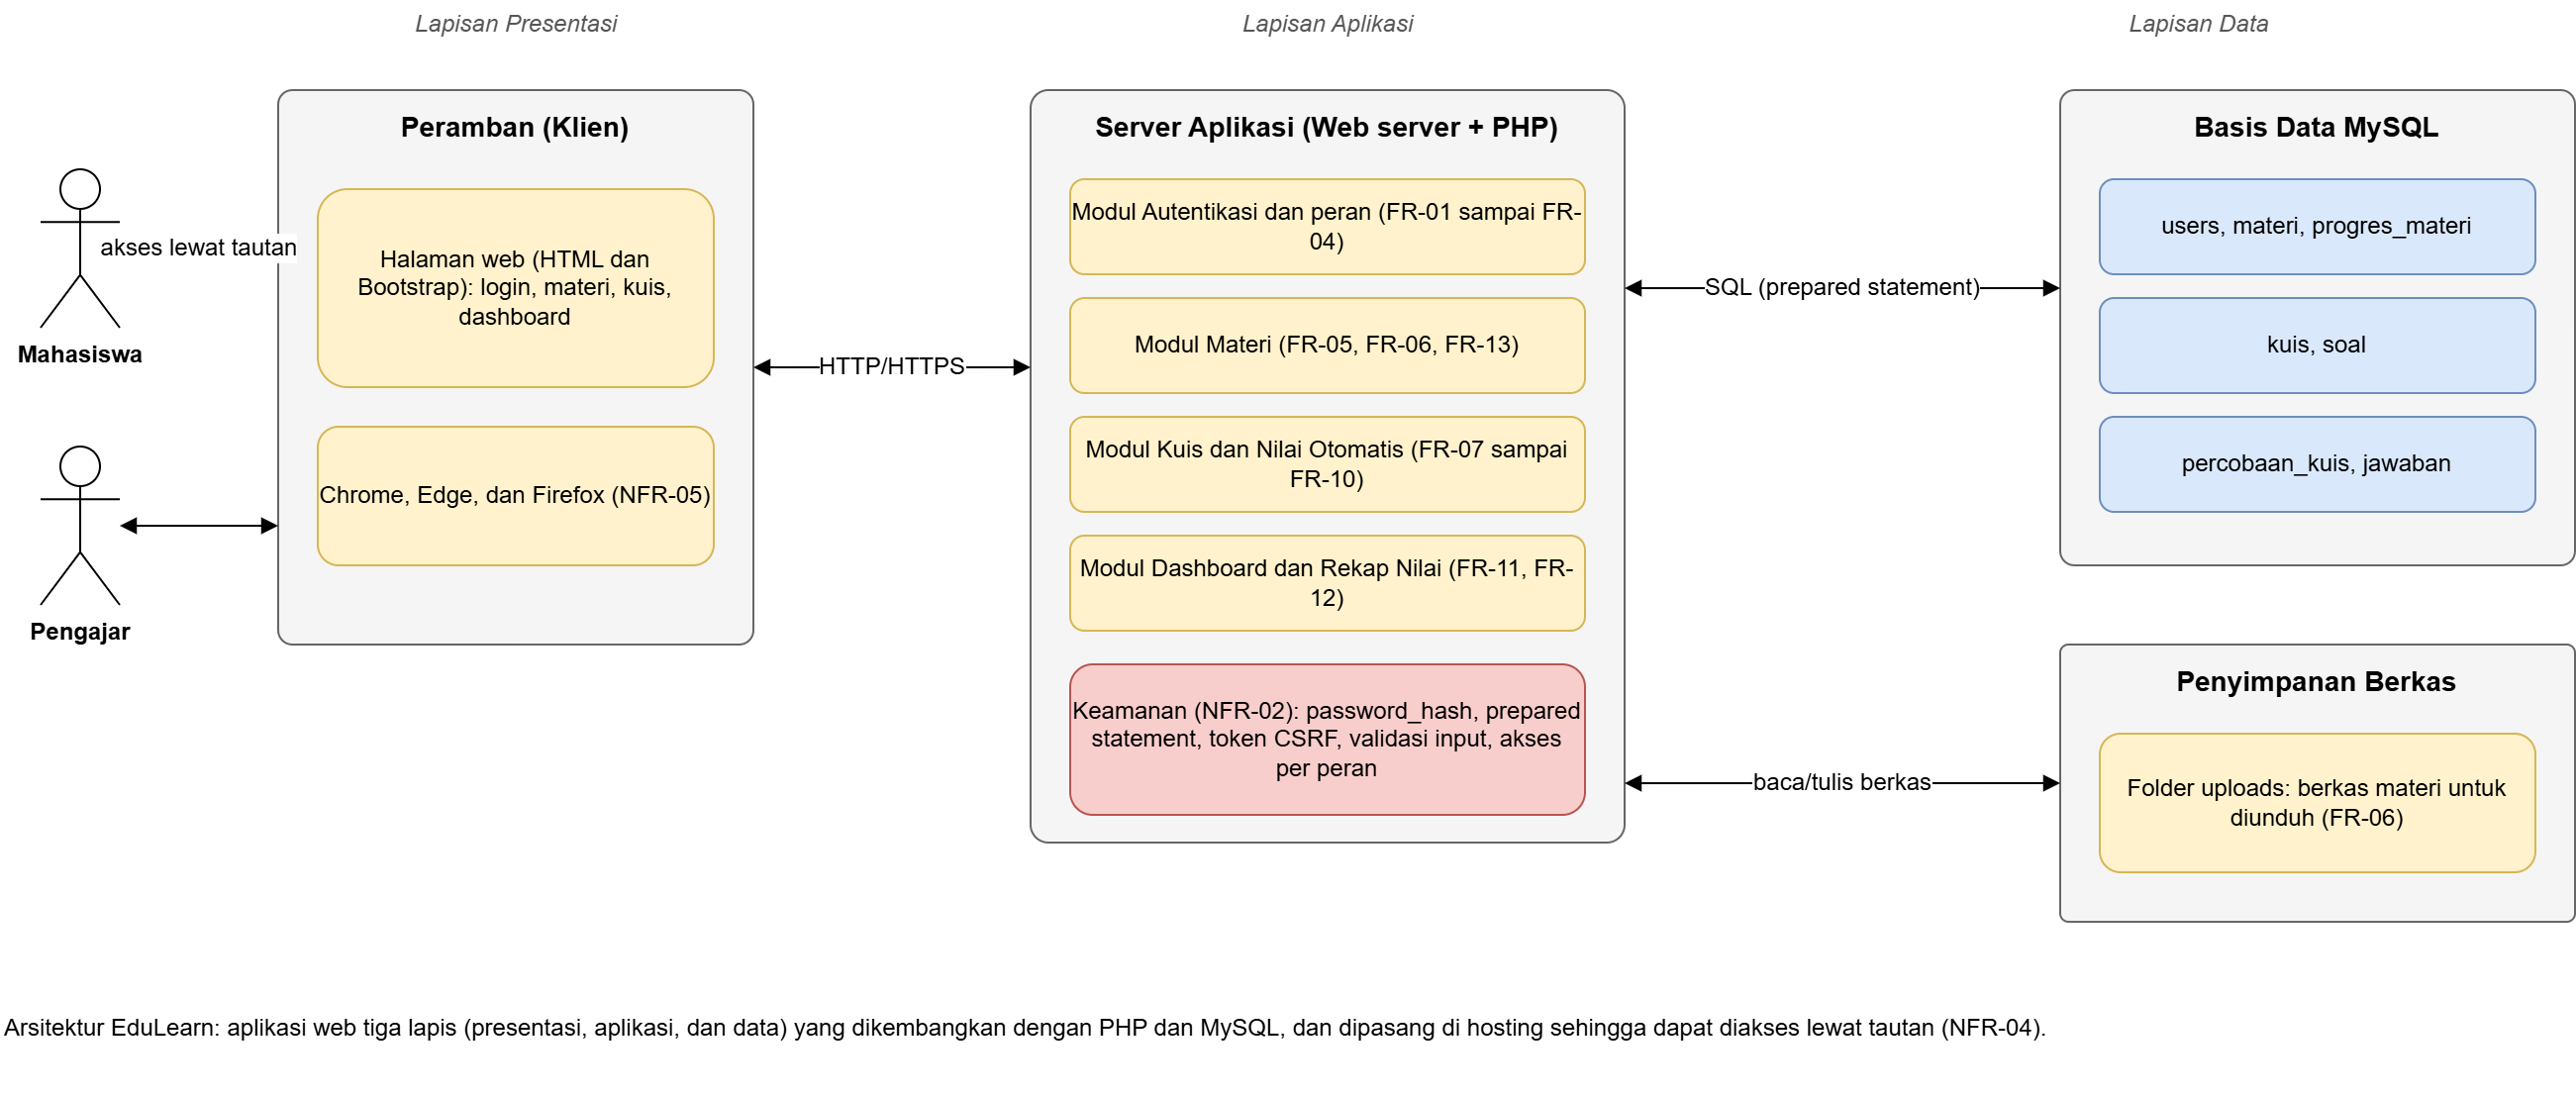 Lapisan Presentasi
Lapisan Aplikasi
Lapisan Data
Peramban (Klien)
Halaman web (HTML dan
Bootstrap): login, materi, kuis,
dashboard
Chrome, Edge, dan Firefox (NFR-05)
akses lewat tautan
Mahasiswa
Pengajar
HTTP/HTTPS
Server Aplikasi (Web server + PHP)
Modul Autentikasi dan peran (FR-01 sampai FR-
04)
Modul Materi (FR-05, FR-06, FR-13)
Modul Kuis dan Nilai Otomatis (FR-07 sampai
FR-10)
Modul Dashboard dan Rekap Nilai (FR-11, FR-
12)
Keamanan (NFR-02): password_hash, prepared
statement, token CSRF, validasi input, akses
per peran
SQL (prepared statement)
baca/tulis berkas
Basis Data MySQL
users, materi, progres_materi
kuis, soal
percobaan_kuis, jawaban
Penyimpanan Berkas
Folder uploads: berkas materi untuk
diunduh (FR-06)
Arsitektur EduLearn: aplikasi web tiga lapis (presentasi, aplikasi, dan data) yang dikembangkan dengan PHP dan MySQL, dan dipasang di hosting sehingga dapat diakses lewat tautan (NFR-04).